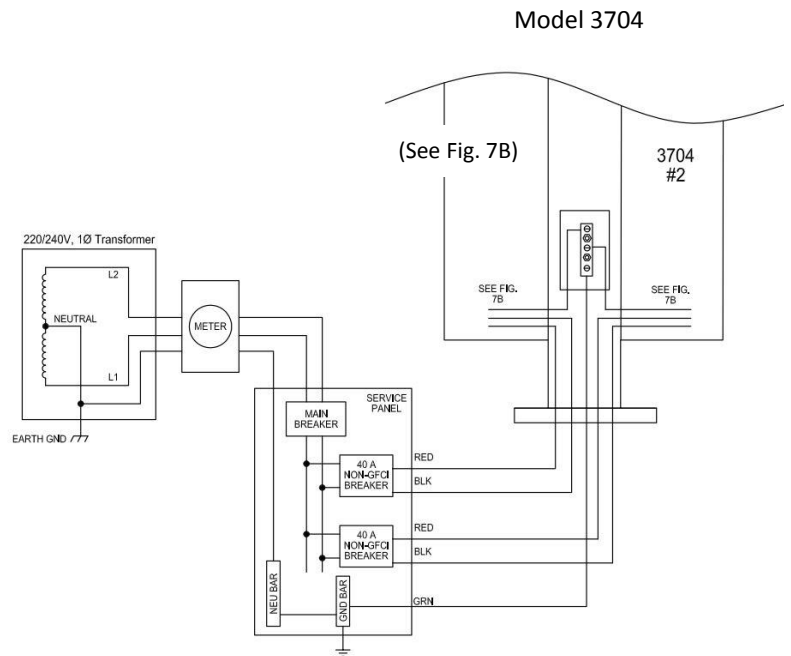 Model 3704
(See Fig. 7B)
3704
#2
SEE FIG.
7B
SEE FIG.
7B
220/240V, 1Ø Transformer
L2
NEUTRAL
L1
EARTH GND
METER
SERVICE
PANEL
MAIN
BREAKER
40 A
NON-GFCI
BREAKER
RED
BLK
40 A
NON-GFCI
BREAKER
RED
BLK
NEU BAR
GND BAR
GRN